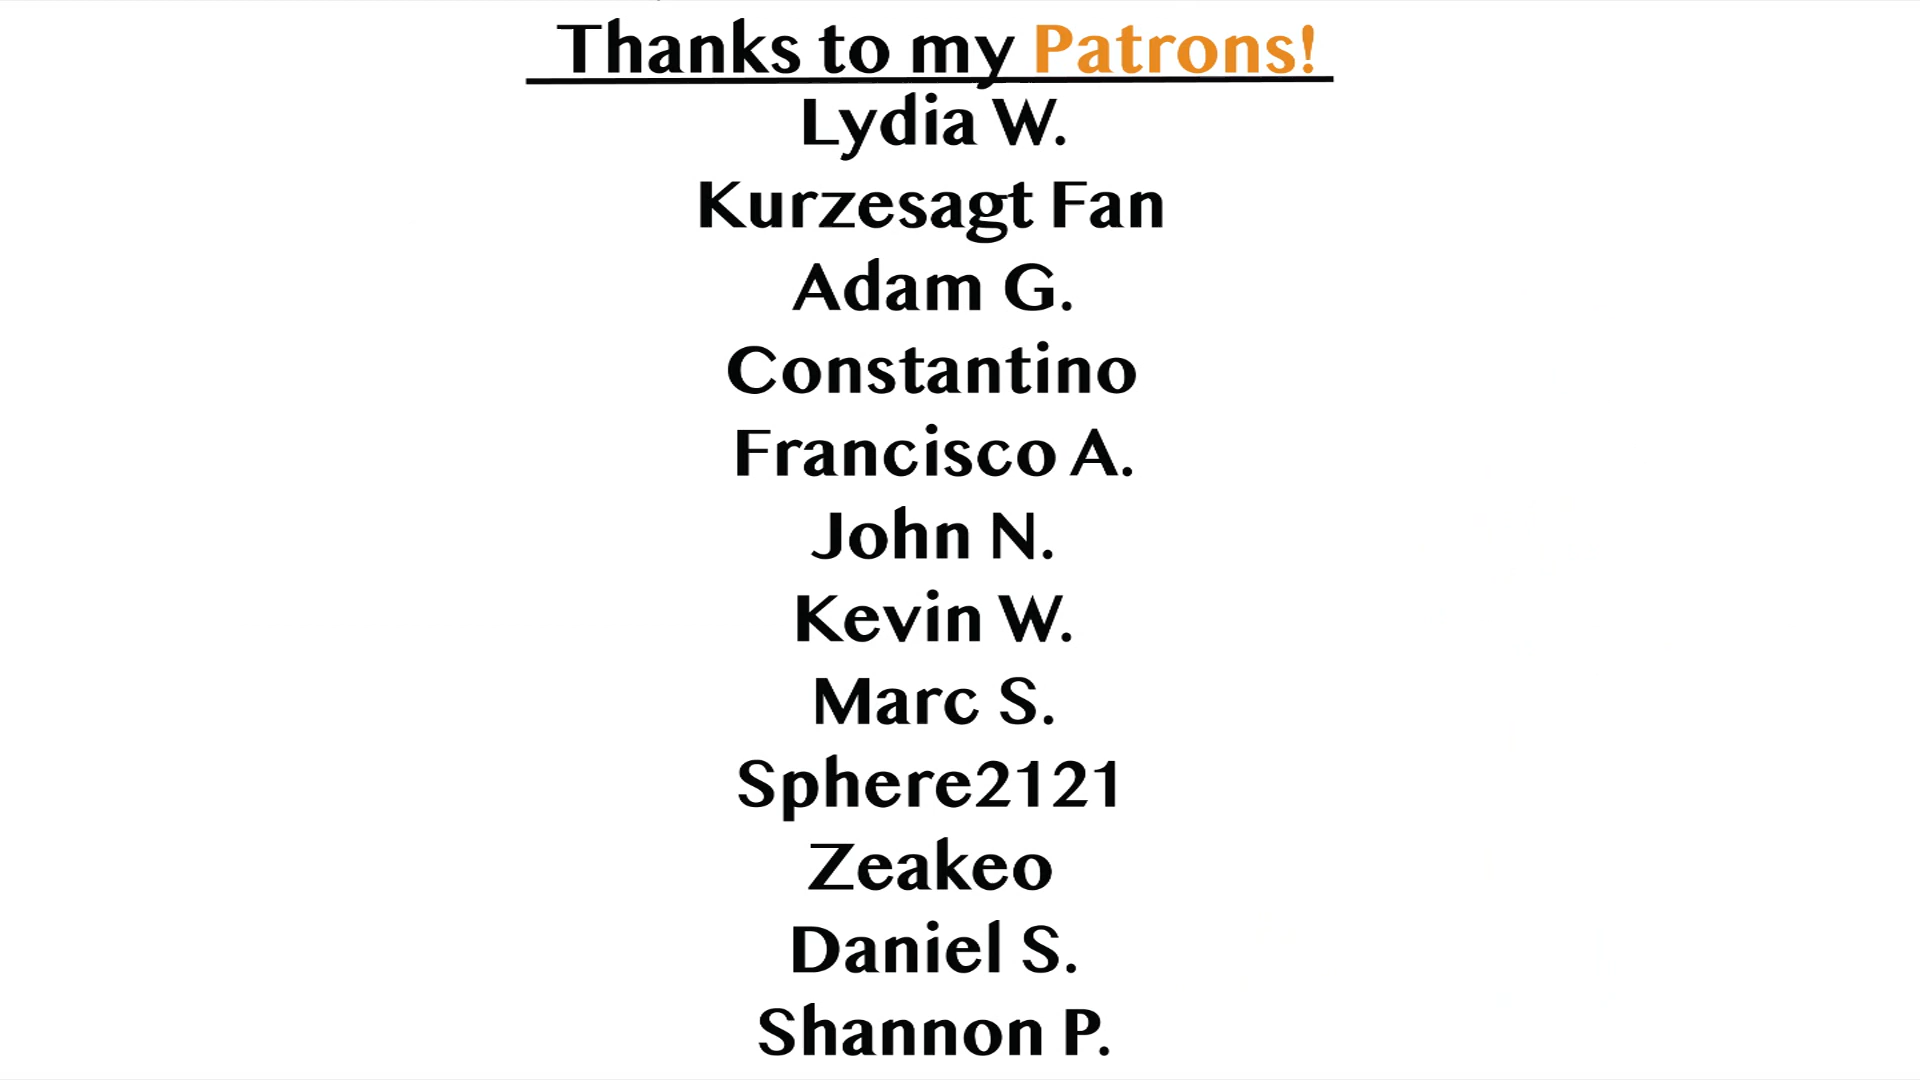 Thanks to my Patrons!
Lydia W.
Kurzesagt Fan
Adam G.
Constantino
Francisco A.
John N.
Kevin W.
Marc S.
Sphere2121
Zeakeo
Daniel S.
Shannon P.